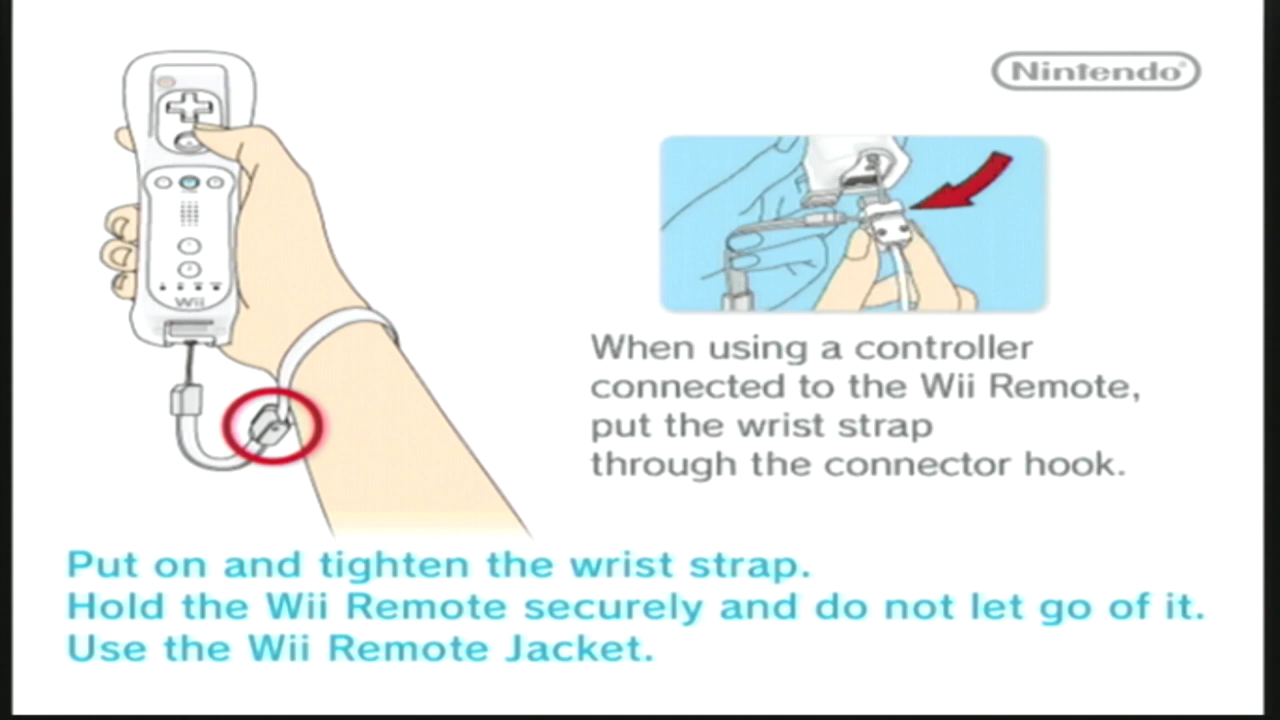 Nintendo
Wii
When using a controller
connected to the Wii Remote,
put the wrist strap
through the connector hook.
Put on and tighten the wrist strap.
Hold the Wii Remote securely and do not let go of it.
Use the Wii Remote Jacket.